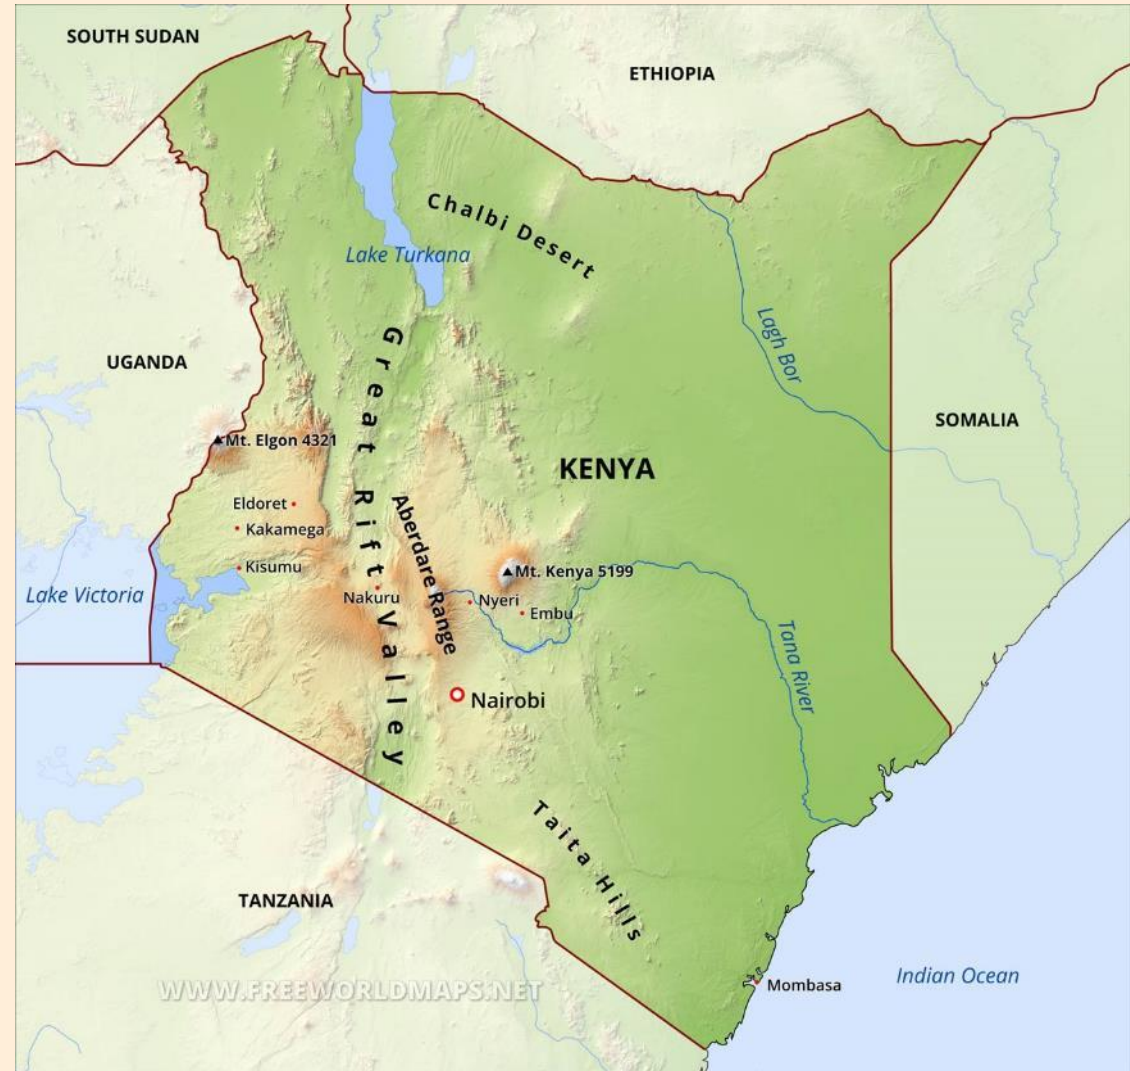 SOUTH SUDAN
ETHIOPIA
Chalbi Desert
Lake Turkana
UGANDA
Lagh Bor
Great Rift Valley
SOMALIA
Mt. Elgon 4321
KENYA
Eldoret
Aberdare Range
Kakamega
Kisumu
Mt. Kenya 5199
Lake Victoria
Nakuru
Nyeri
Embu
Tana River
Nairobi
Taita Hills
TANZANIA
Indian Ocean
WWW.FREEWORLDMAPS.NET
Mombasa